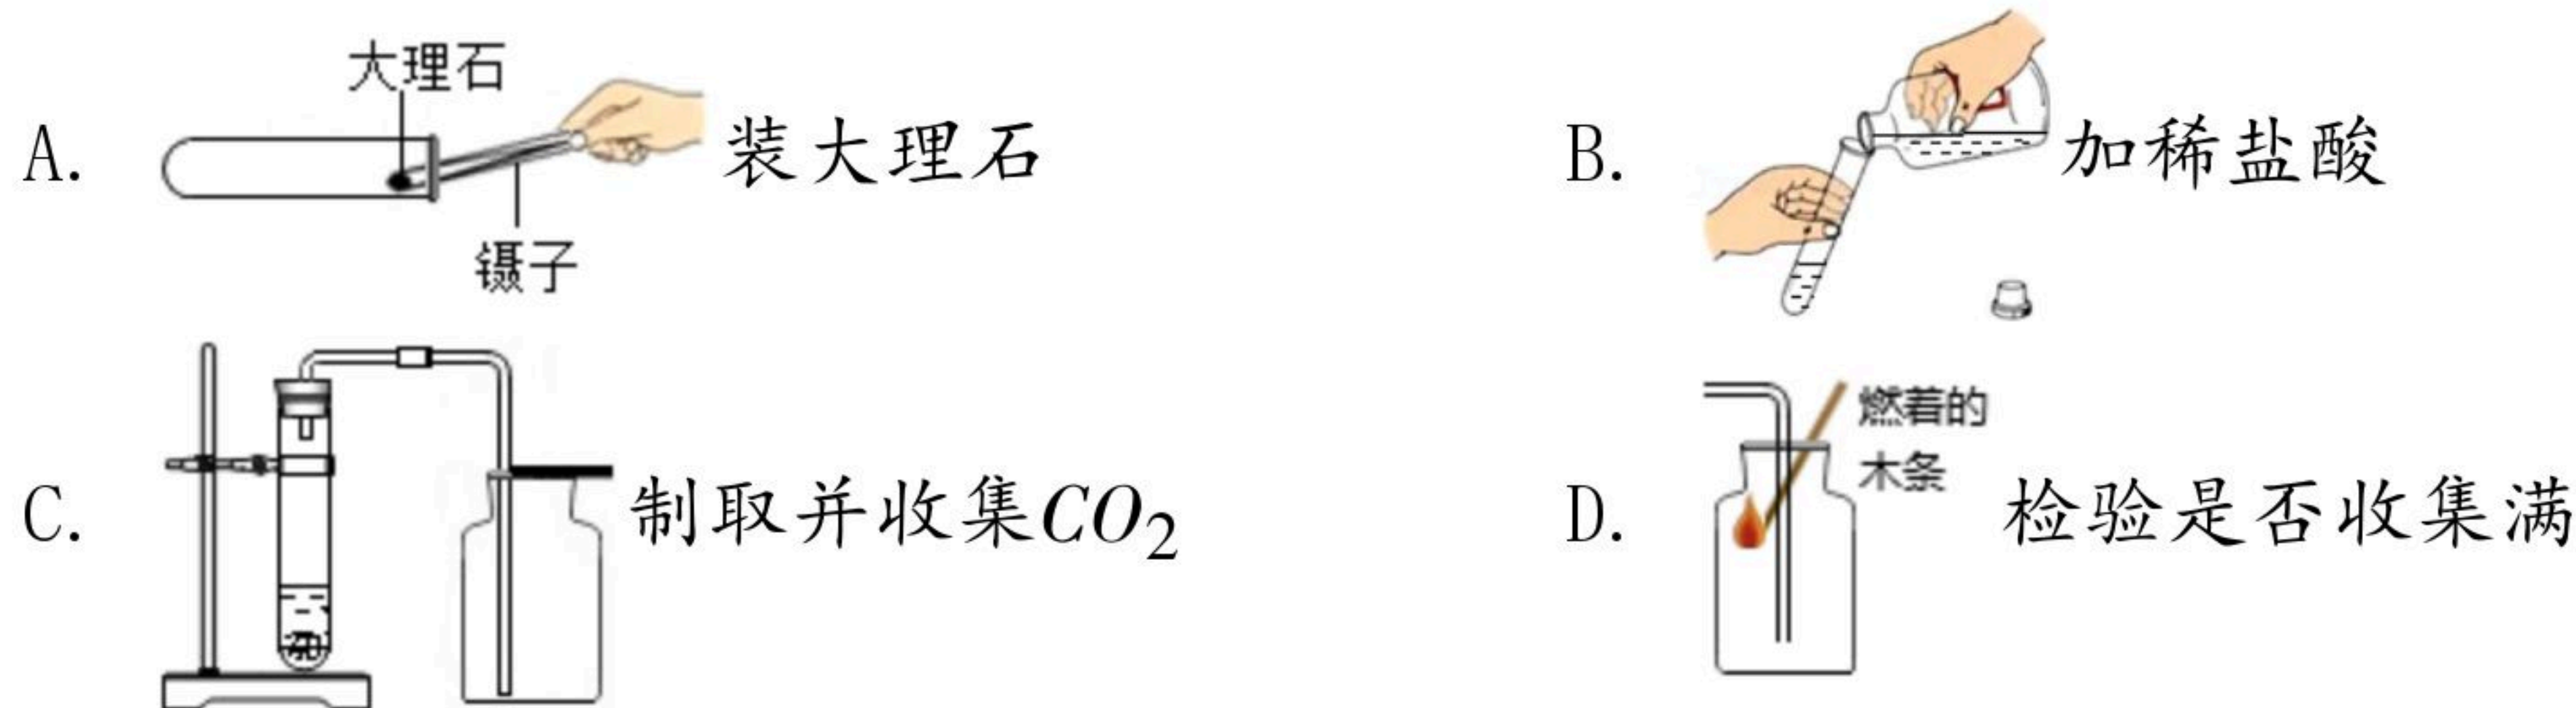 大理石
A. 装大理石
镊子
B. 加稀盐酸
C. 制取并收集CO₂
燃着的
木条
D. 检验是否收集满